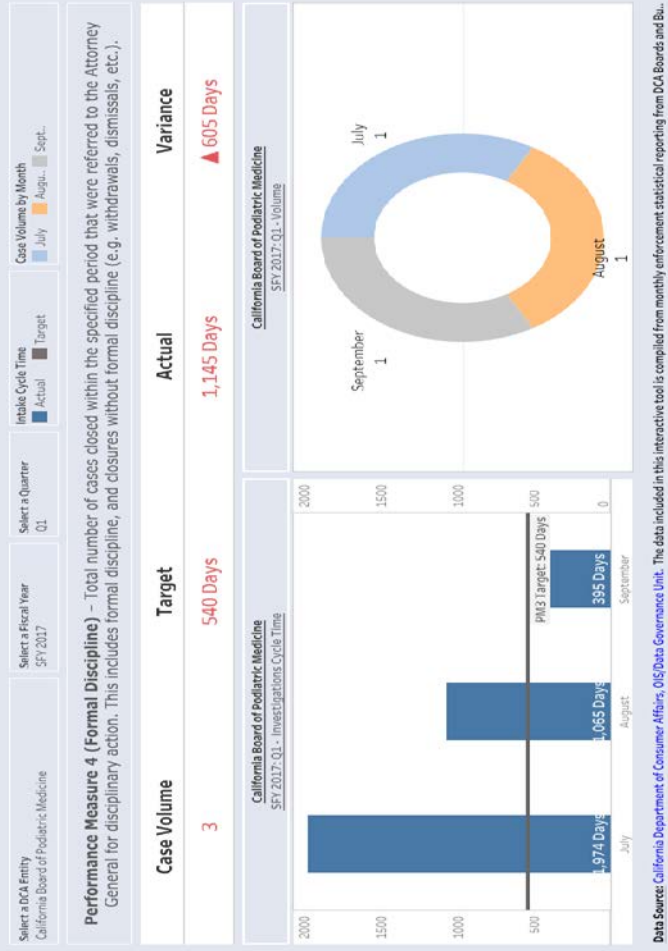 Select a DCA Entity
California Board of Podiatric Medicine
Select a Fiscal Year
SFY 2017
Select a Quarter
Q1
Intake Cycle Time
Actual
Target
Case Volume by Month
July
Augu..
Sept..
Performance Measure 4 (Formal Discipline) – Total number of cases closed within the specified period that were referred to the Attorney
General for disciplinary action. This includes formal discipline, and closures without formal discipline (e.g. withdrawals, dismissals, etc.).
Case Volume
Target
Actual
Variance
3
540 Days
1,145 Days
▲ 605 Days
California Board of Podiatric Medicine
SFY 2017: Q1 - Investigations Cycle Time
2000
1500
1000
500
2000
1500
1000
500
0
PM3 Target: 540 Days
1,974 Days
1,065 Days
395 Days
July
August
September
California Board of Podiatric Medicine
SFY 2017: Q1 - Volume
September
1
July
1
August
1
Data Source: California Department of Consumer Affairs, OIS/Data Governance Unit. The data included in this interactive tool is compiled from monthly enforcement statistical reporting from DCA Boards and Bu..